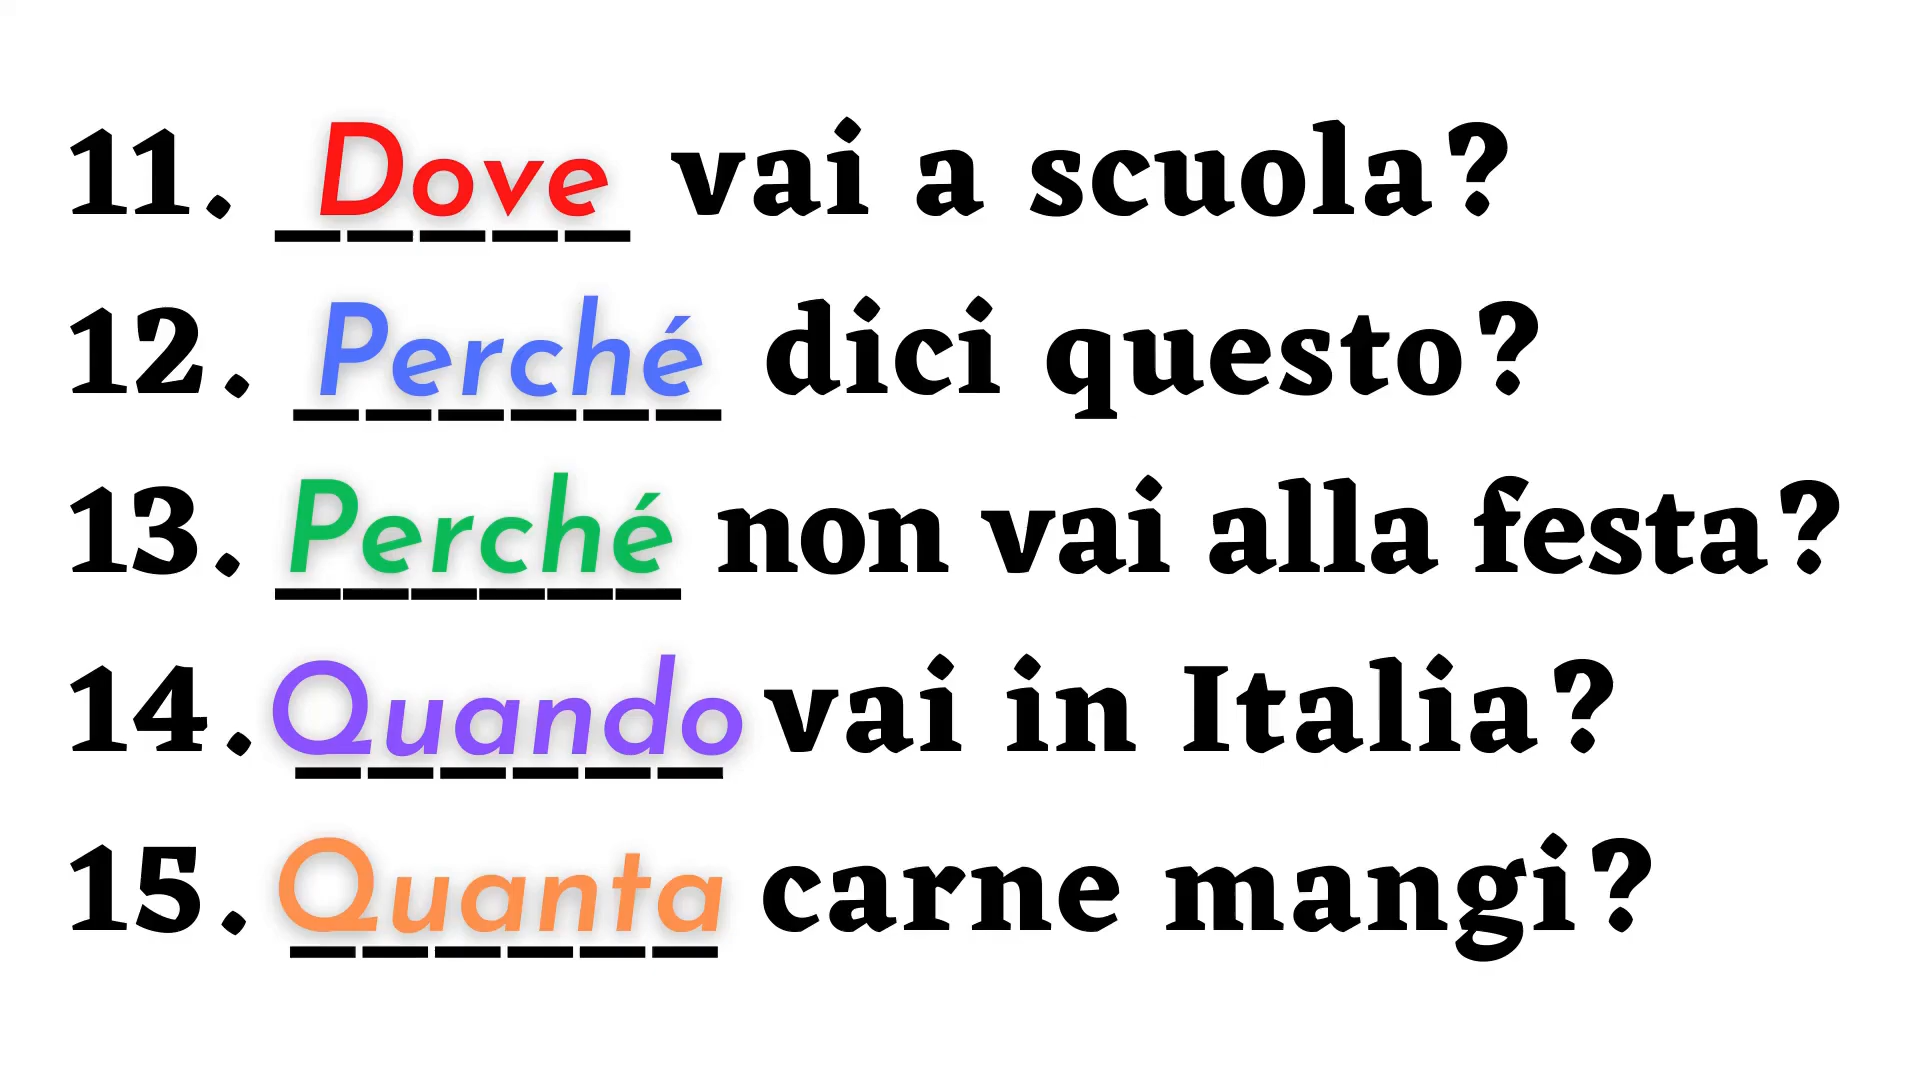 11. Dove vai a scuola?
12. Perché dici questo?
13. Perché non vai alla festa?
14. Quando vai in Italia?
15. Quanta carne mangi?